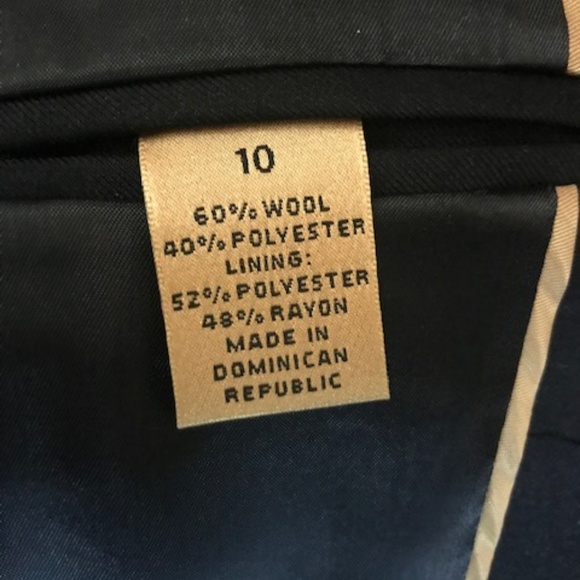 10
60% WOOL
40% POLYESTER
LINING:
52% POLYESTER
48% RAYON
MADE IN
DOMINICAN
REPUBLIC